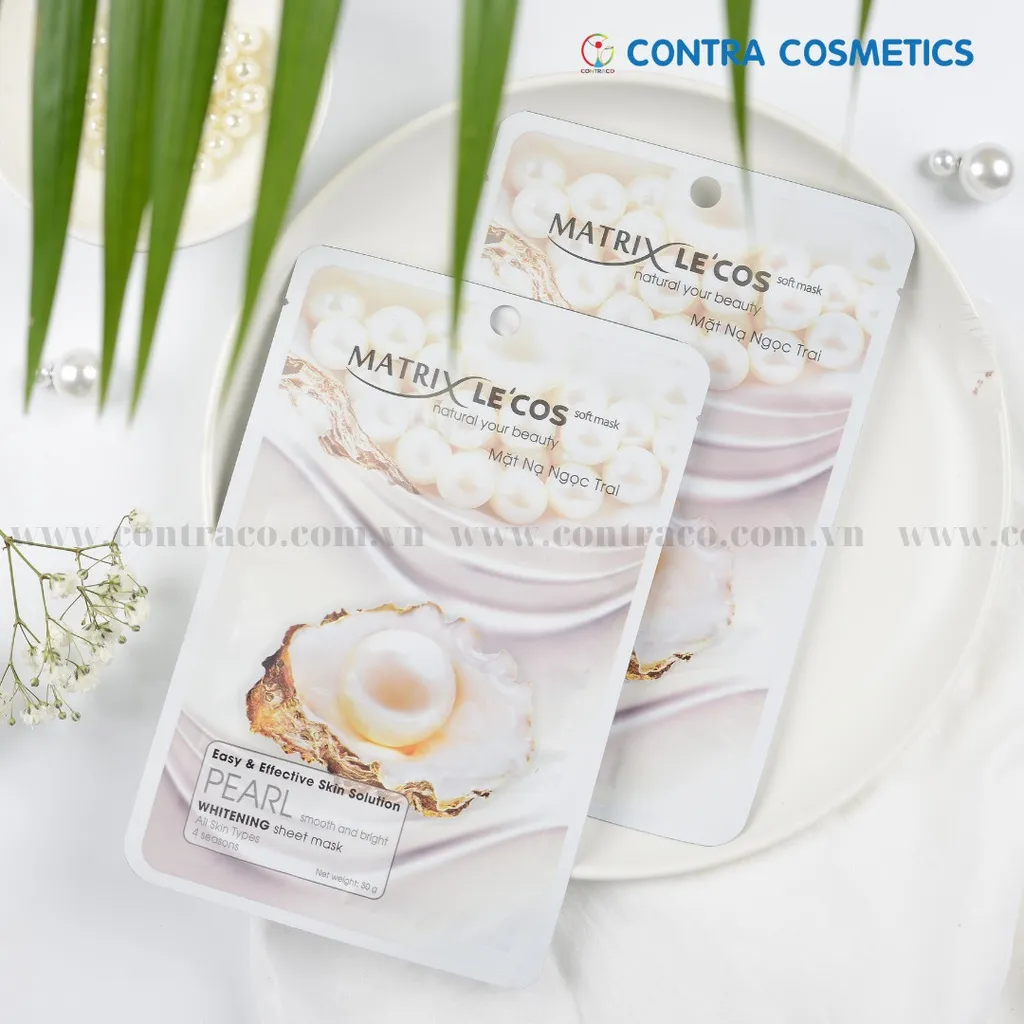 CONTRACO
CONTRA COSMETICS
MATRIX LE'COS soft mask
natural your beauty
Mặt Nạ Ngọc Trai
MATRIX LE'COS soft mask
natural your beauty
Mặt Nạ Ngọc Trai
www.contraco.com.vn www.contraco.com.vn www.c
Easy & Effective Skin Solution
PEARL smooth and bright
WHITENING sheet mask
All Skin Types
4 seasons
Net weight: 30 g